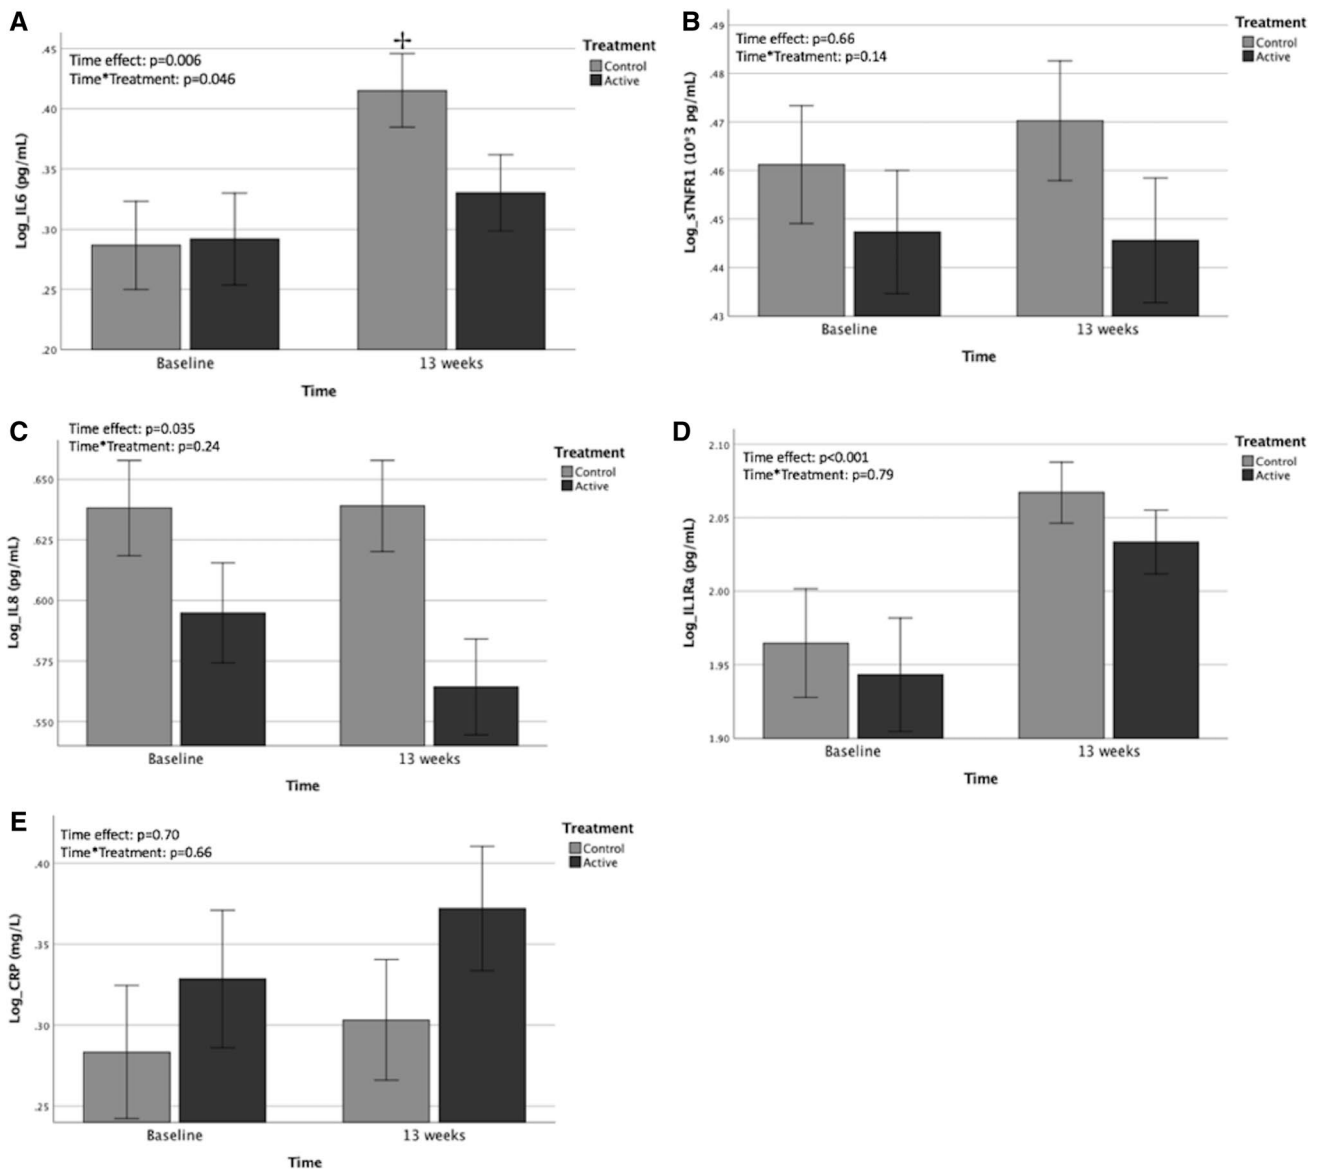 A
Time effect: p=0.006
Time*Treatment: p=0.046
Treatment
Control
Active
Log_IL6 (pg/mL)
.45
.40
.35
.30
.25
.20
Baseline
13 weeks
Time
B
Time effect: p=0.66
Time*Treatment: p=0.14
Treatment
Control
Active
Log_sTNFR1 (10*3 pg/mL)
.49
.48
.47
.46
.45
.44
.43
Baseline
13 weeks
Time
C
Time effect: p=0.035
Time*Treatment: p=0.24
Treatment
Control
Active
Log_IL8 (pg/mL)
.650
.625
.600
.575
.550
Baseline
13 weeks
Time
D
Time effect: p<0.001
Time*Treatment: p=0.79
Treatment
Control
Active
Log_IL1Ra (pg/mL)
2.10
2.05
2.00
1.95
1.90
Baseline
13 weeks
Time
E
Time effect: p=0.70
Time*Treatment: p=0.66
Treatment
Control
Active
Log_CRP (mg/L)
.40
.35
.30
.25
Baseline
13 weeks
Time